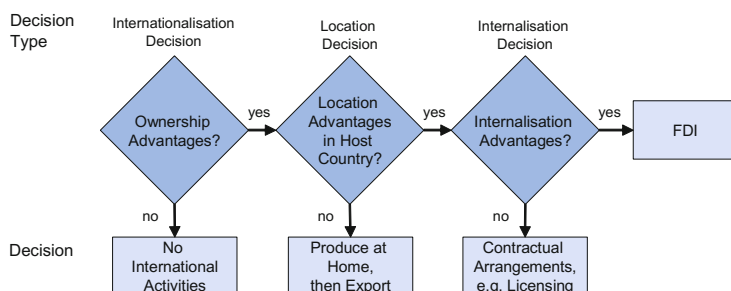 Decision
Type
Internationalisation
Decision
Location
Decision
Internalisation
Decision
Ownership
Advantages?
yes
Location
Advantages
in Host
Country?
yes
Internalisation
Advantages?
yes
FDI
no
no
no
Decision
No
International
Activities
Produce at
Home,
then Export
Contractual
Arrangements,
e.g. Licensing